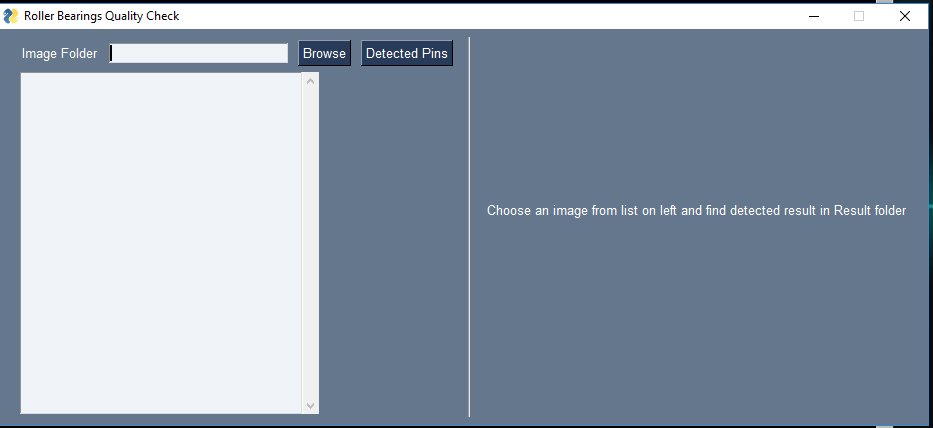 Roller Bearings Quality Check
Image Folder Browse Detected Pins
Choose an image from list on left and find detected result in Result folder